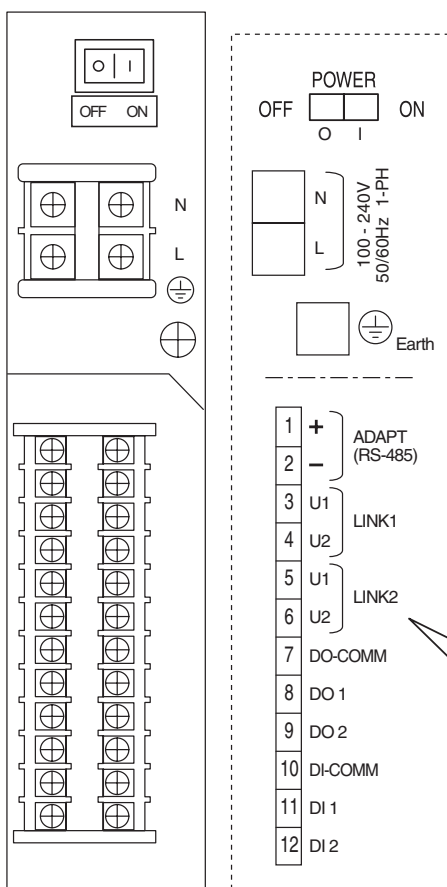 O I
OFF ON
N
L
POWER
OFF ON
O I
N
L
100 - 240V
50/60Hz 1-PH
Earth
1 +
2 −
ADAPT
(RS-485)
3 U1
4 U2
LINK1
5 U1
6 U2
LINK2
7 DO-COMM
8 DO 1
9 DO 2
10 DI-COMM
11 DI 1
12 DI 2